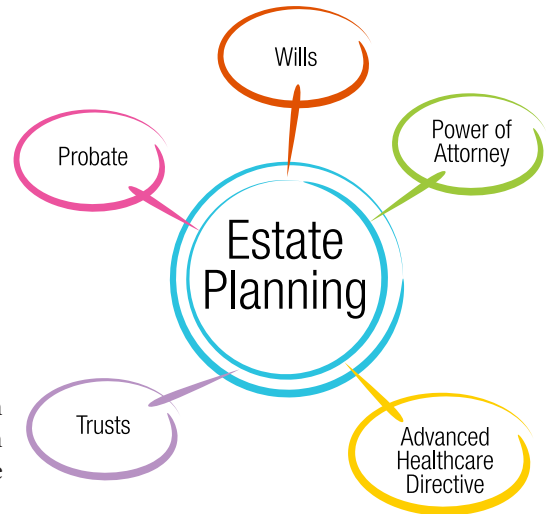 Wills
Power of
Attorney
Probate
Estate
Planning
Trusts
Advanced
Healthcare
Directive